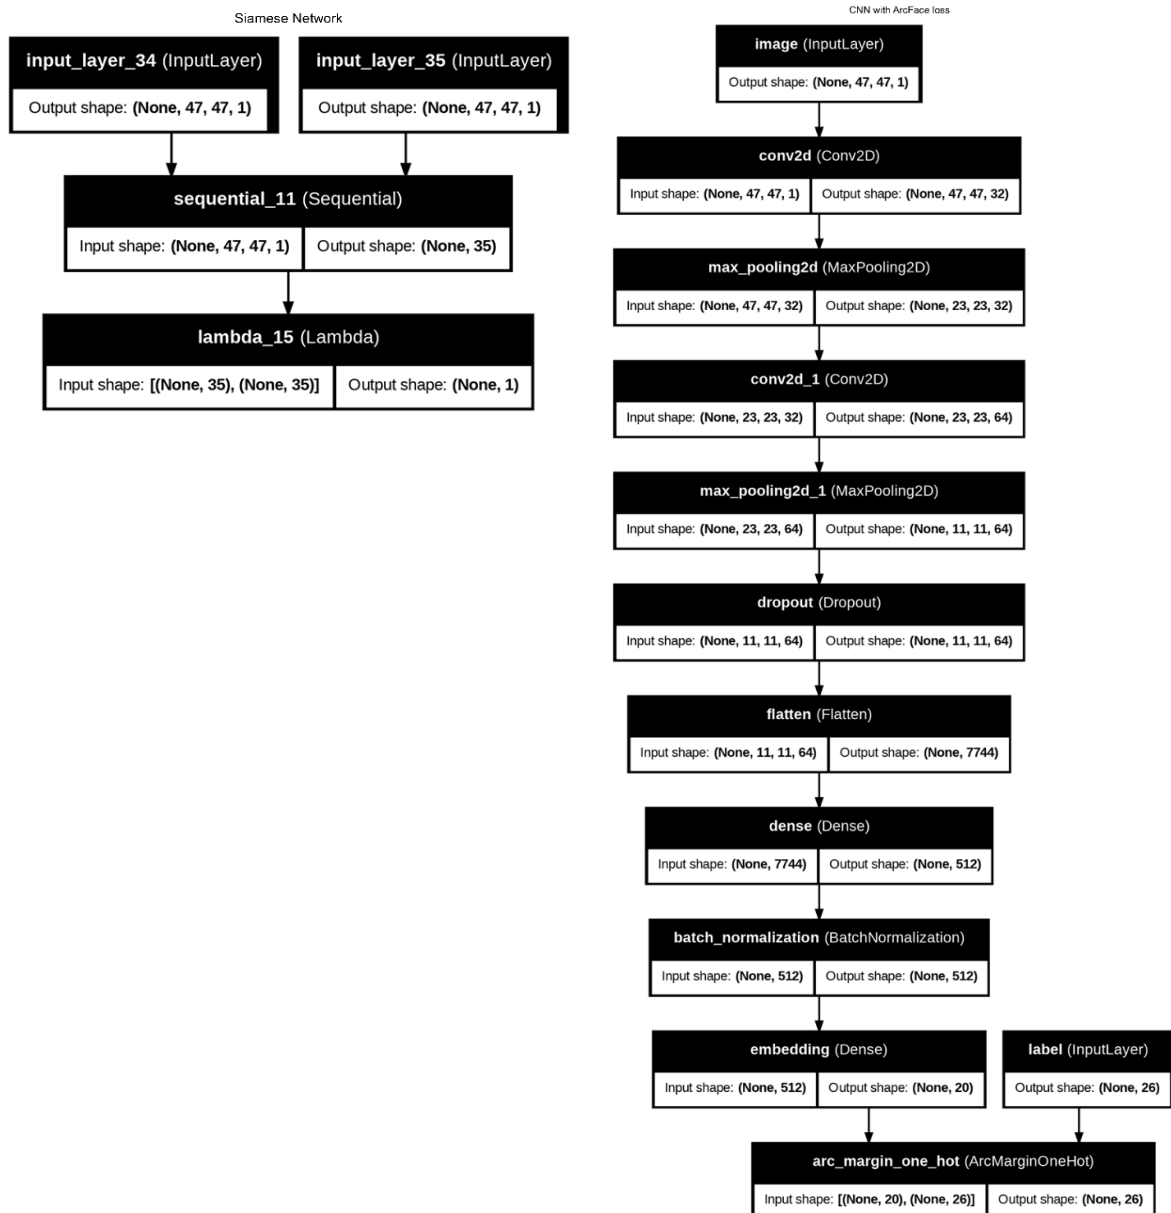 Siamese Network
input_layer_34 (InputLayer)
Output shape: (None, 47, 47, 1)
input_layer_35 (InputLayer)
Output shape: (None, 47, 47, 1)
sequential_11 (Sequential)
Input shape: (None, 47, 47, 1)
Output shape: (None, 35)
lambda_15 (Lambda)
Input shape: [(None, 35), (None, 35)]
Output shape: (None, 1)
CNN with ArcFace loss
image (InputLayer)
Output shape: (None, 47, 47, 1)
conv2d (Conv2D)
Input shape: (None, 47, 47, 1)
Output shape: (None, 47, 47, 32)
max_pooling2d (MaxPooling2D)
Input shape: (None, 47, 47, 32)
Output shape: (None, 23, 23, 32)
conv2d_1 (Conv2D)
Input shape: (None, 23, 23, 32)
Output shape: (None, 23, 23, 64)
max_pooling2d_1 (MaxPooling2D)
Input shape: (None, 23, 23, 64)
Output shape: (None, 11, 11, 64)
dropout (Dropout)
Input shape: (None, 11, 11, 64)
Output shape: (None, 11, 11, 64)
flatten (Flatten)
Input shape: (None, 11, 11, 64)
Output shape: (None, 7744)
dense (Dense)
Input shape: (None, 7744)
Output shape: (None, 512)
batch_normalization (BatchNormalization)
Input shape: (None, 512)
Output shape: (None, 512)
embedding (Dense)
Input shape: (None, 512)
Output shape: (None, 20)
label (InputLayer)
Output shape: (None, 26)
arc_margin_one_hot (ArcMarginOneHot)
Input shape: [(None, 20), (None, 26)]
Output shape: (None, 26)